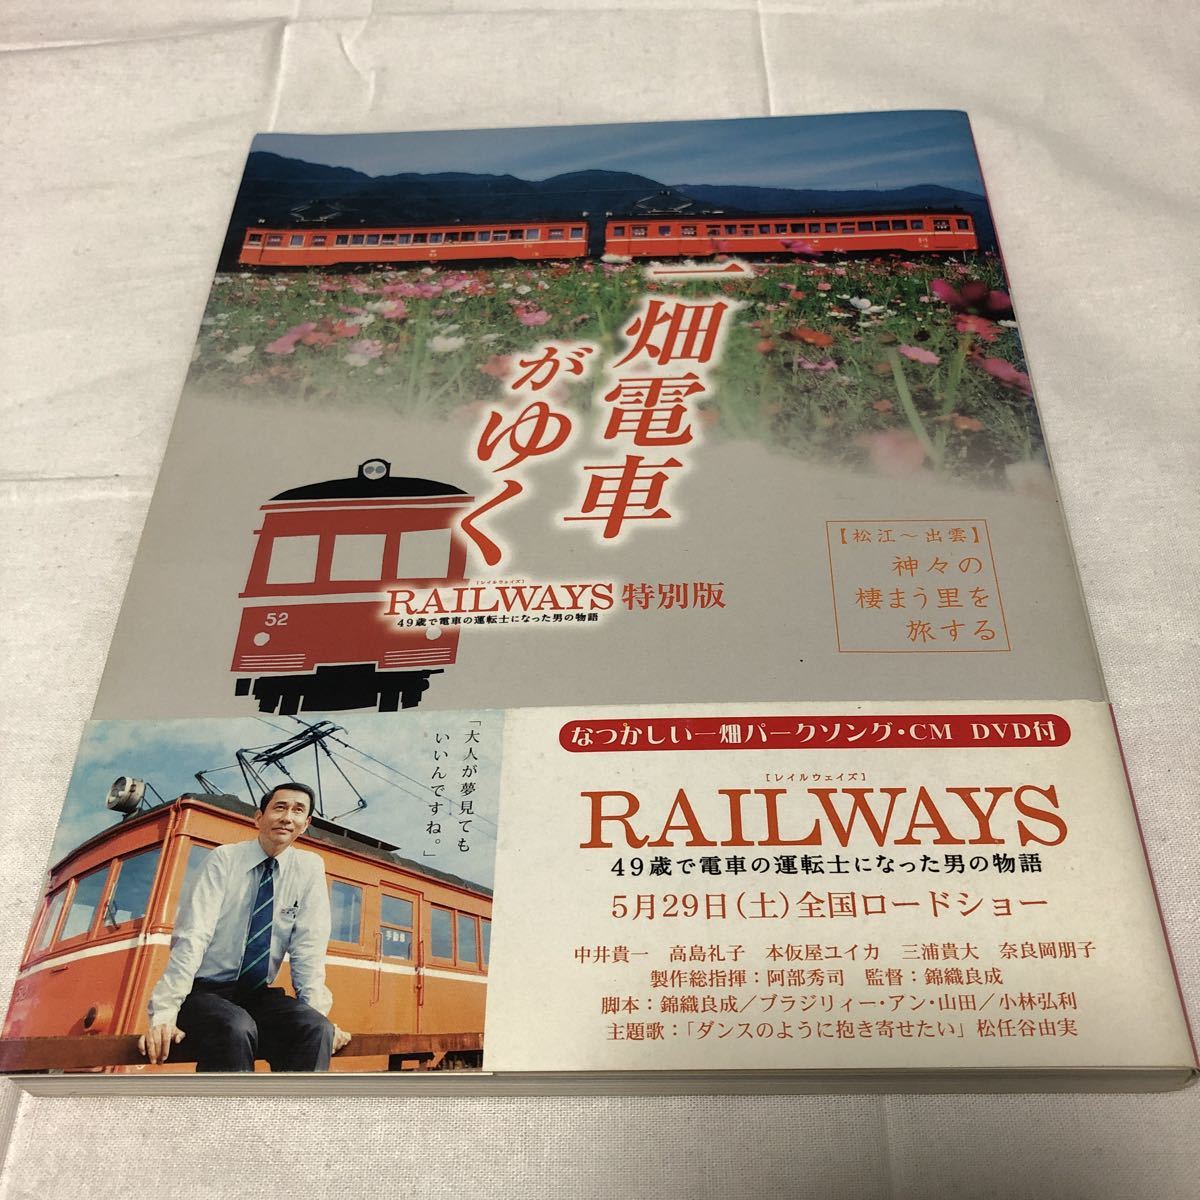 一畑電車
がゆく
[レイルウェイズ]
RAILWAYS 特別版
49歳で電車の運転士になった男の物語
【松江〜出雲】
神々の
棲まう里を
旅する
52
「大人が夢見ても
いいんですね。」
なつかしい一畑パークソング・CM DVD付
[レイルウェイズ]
RAILWAYS
49歳で電車の運転士になった男の物語
5月29日(土)全国ロードショー
中井貴一 高島礼子 本仮屋ユイカ 三浦貴大 奈良岡朋子
製作総指揮：阿部秀司 監督：錦織良成
脚本：錦織良成／ブラジリィー・アン・山田／小林弘利
主題歌：「ダンスのように抱き寄せたい」松任谷由実